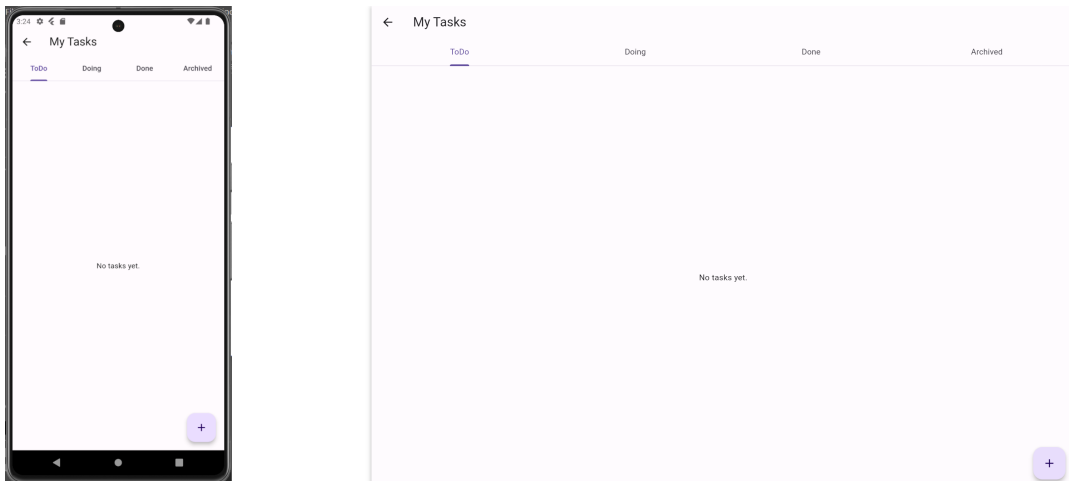 3:24
My Tasks
ToDo Doing Done Archived
No tasks yet.
+
My Tasks
ToDo Doing Done Archived
No tasks yet.
+